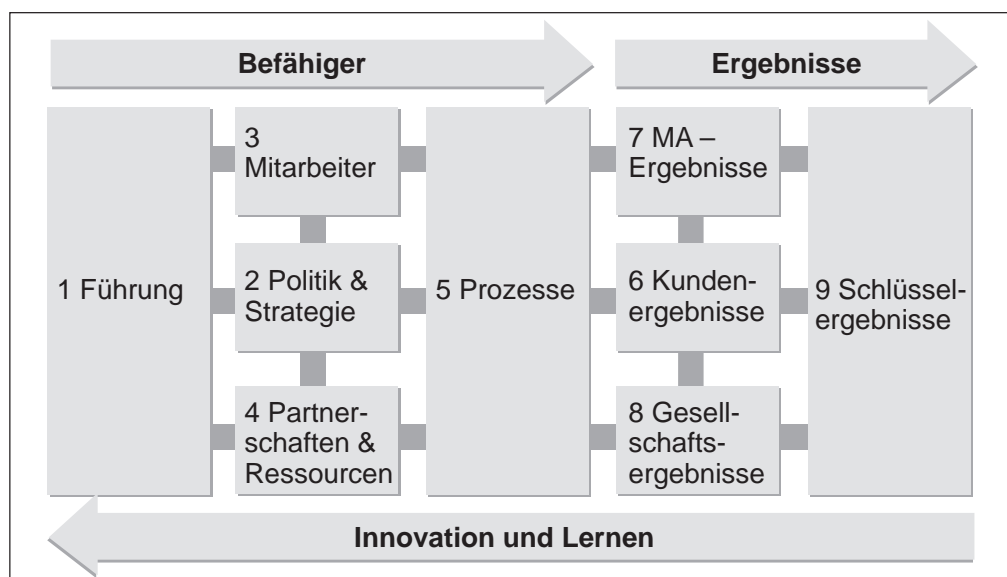 Befähiger
Ergebnisse
1 Führung
3
Mitarbeiter
2 Politik &
Strategie
4 Partner-
schaften &
Ressourcen
5 Prozesse
7 MA –
Ergebnisse
6 Kunden-
ergebnisse
8 Gesell-
schafts-
ergebnisse
9 Schlüssel-
ergebnisse
Innovation und Lernen